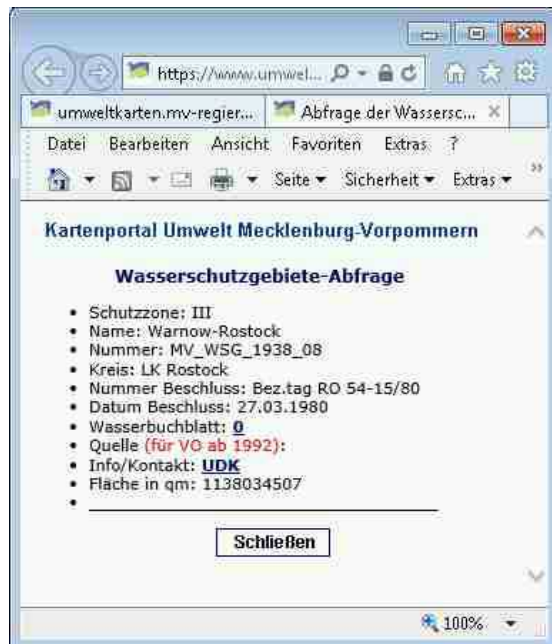 https://www.umwel...
umweltkarten.mv-regier...
Abfrage der Wassersc...
Datei Bearbeiten Ansicht Favoriten Extras ?
Seite Sicherheit Extras »
Kartenportal Umwelt Mecklenburg-Vorpommern
Wasserschutzgebiete-Abfrage
• Schutzzone: III
• Name: Warnow-Rostock
• Nummer: MV_WSG_1938_08
• Kreis: LK Rostock
• Nummer Beschluss: Bez.tag RO 54-15/80
• Datum Beschluss: 27.03.1980
• Wasserbuchblatt: 0
• Quelle (für VO ab 1992):
• Info/Kontakt: UDK
• Fläche in qm: 1138034507
Schließen
100%